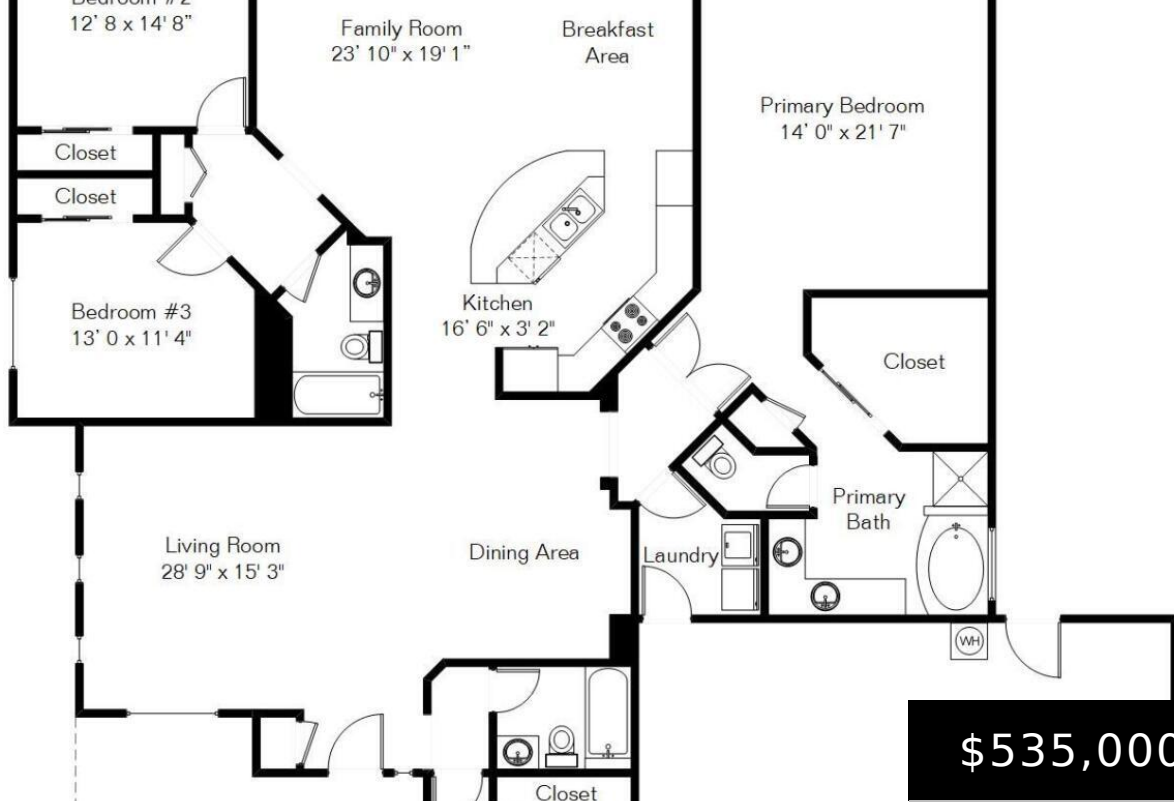 Bedroom #2
12' 8 x 14' 8"
Family Room
23' 10" x 19' 1"
Breakfast
Area
Primary Bedroom
14' 0" x 21' 7"
Closet
Closet
Bedroom #3
13' 0 x 11' 4"
Kitchen
16' 6" x 3' 2"
Closet
Primary
Bath
Living Room
28' 9" x 15' 3"
Dining Area
Laundry
WH
$535,000
Closet